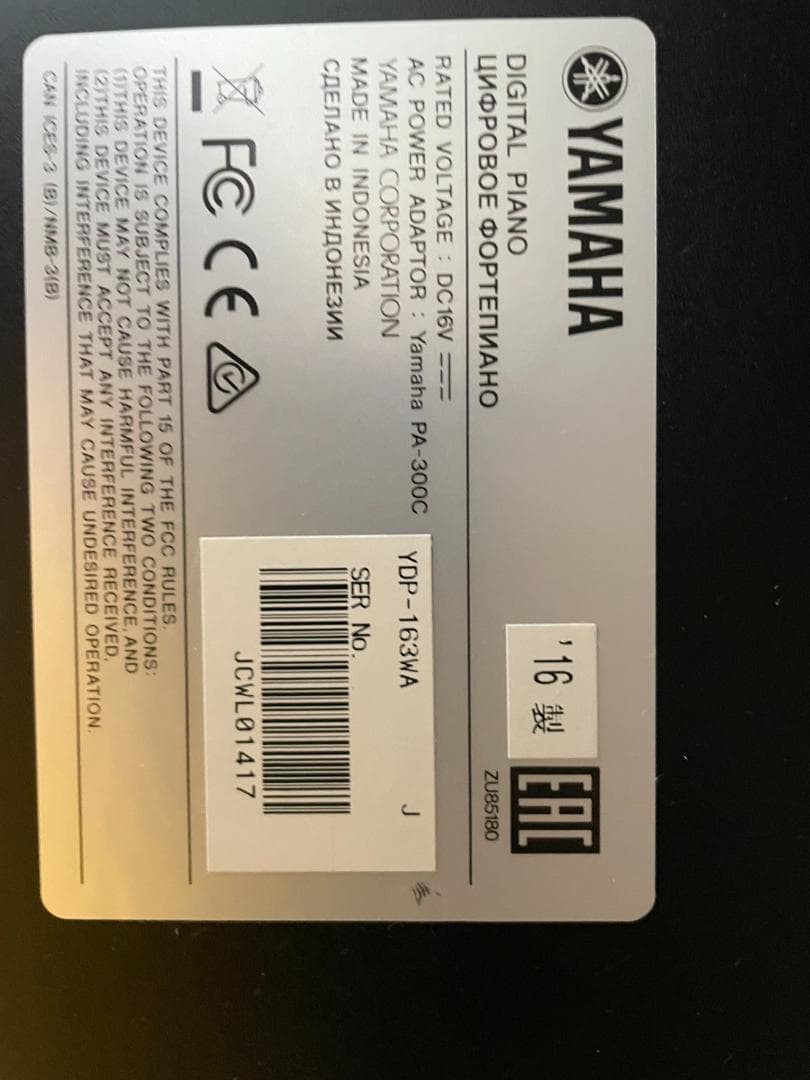 YAMAHA
DIGITAL PIANO
ЦИФРОВОЕ ФОРТЕПИАНО
'16 製
EAC
ZU85180
RATED VOLTAGE : DC16V
AC POWER ADAPTOR : Yamaha PA-300C
YAMAHA CORPORATION
MADE IN INDONESIA
СДЕЛАНО В ИНДОНЕЗИИ
YDP-163WA J
SER No.
JCWL01417
FC CE
THIS DEVICE COMPLIES WITH PART 15 OF THE FCC RULES.
OPERATION IS SUBJECT TO THE FOLLOWING TWO CONDITIONS:
(1)THIS DEVICE MAY NOT CAUSE HARMFUL INTERFERENCE, AND
(2)THIS DEVICE MUST ACCEPT ANY INTERFERENCE RECEIVED,
INCLUDING INTERFERENCE THAT MAY CAUSE UNDESIRED OPERATION.
CAN ICES-3 (B)/NMB-3(B)